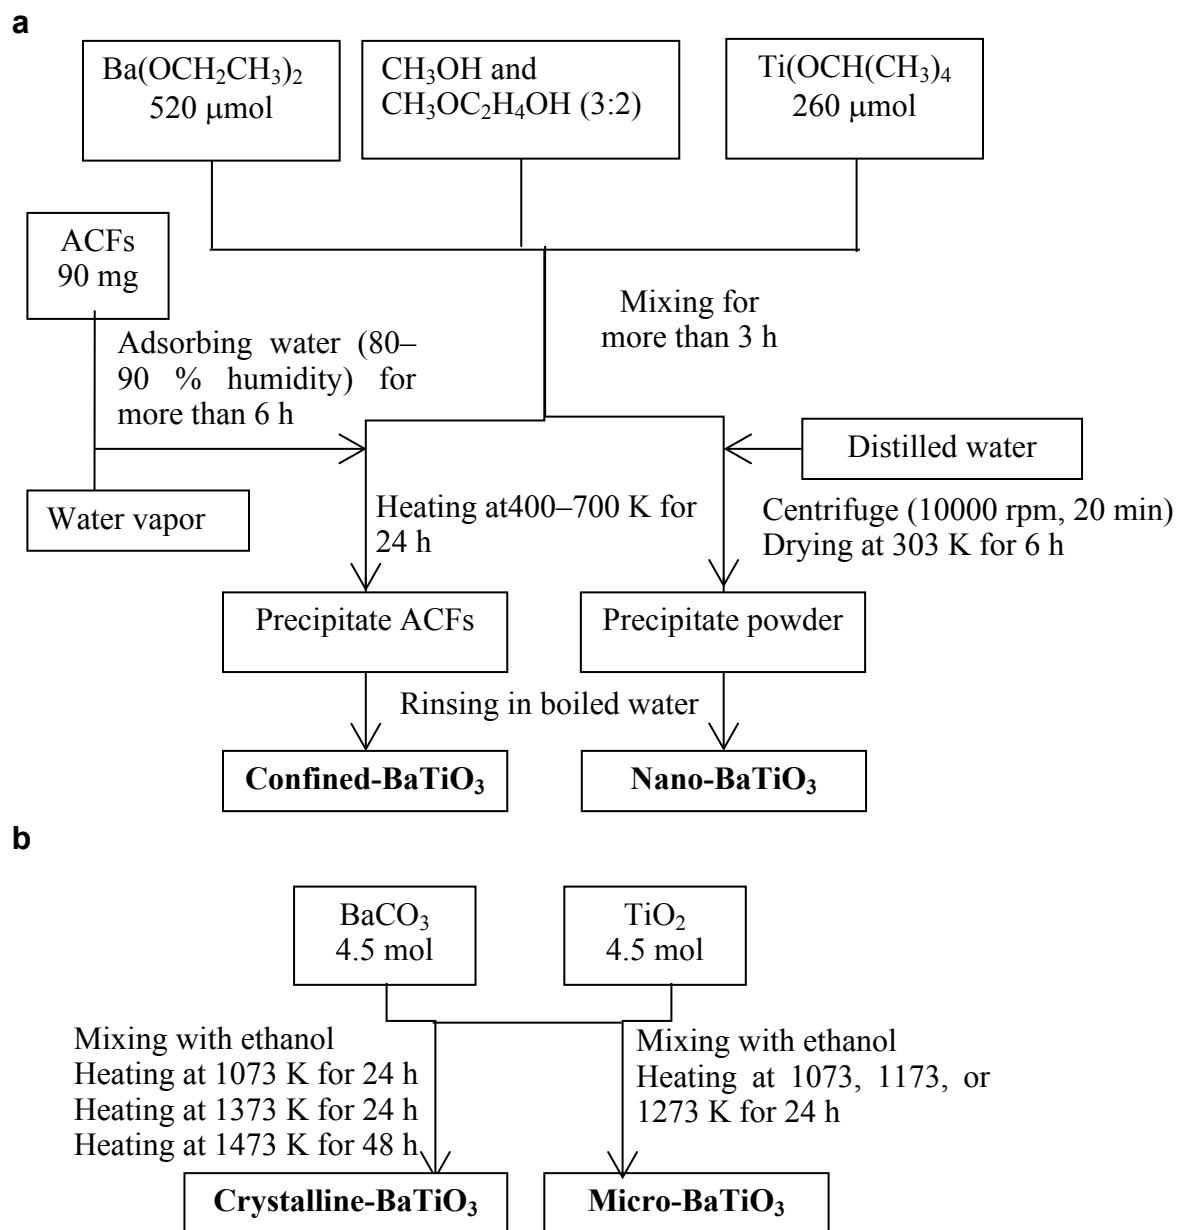 a
Ba(OCH₂CH₃)₂
520 μmol
CH₃OH and
CH₃OC₂H₄OH (3:2)
Ti(OCH(CH₃)₄
260 μmol
ACFs
90 mg
Mixing for
more than 3 h
Adsorbing water (80–
90 % humidity) for
more than 6 h
Distilled water
Water vapor
Heating at400–700 K for
24 h
Centrifuge (10000 rpm, 20 min)
Drying at 303 K for 6 h
Precipitate ACFs
Precipitate powder
Rinsing in boiled water
Confined-BaTiO₃
Nano-BaTiO₃
b
BaCO₃
4.5 mol
TiO₂
4.5 mol
Mixing with ethanol
Heating at 1073 K for 24 h
Heating at 1373 K for 24 h
Heating at 1473 K for 48 h
Mixing with ethanol
Heating at 1073, 1173, or
1273 K for 24 h
Crystalline-BaTiO₃
Micro-BaTiO₃